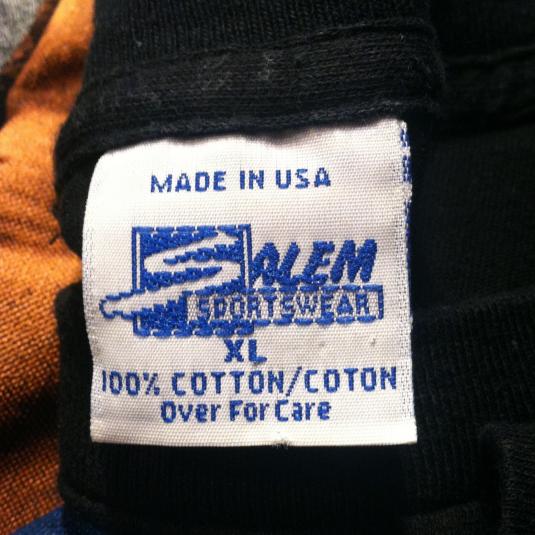 MADE IN USA
SALEM
SPORTSWEAR
XL
100% COTTON/COTON
Over For Care